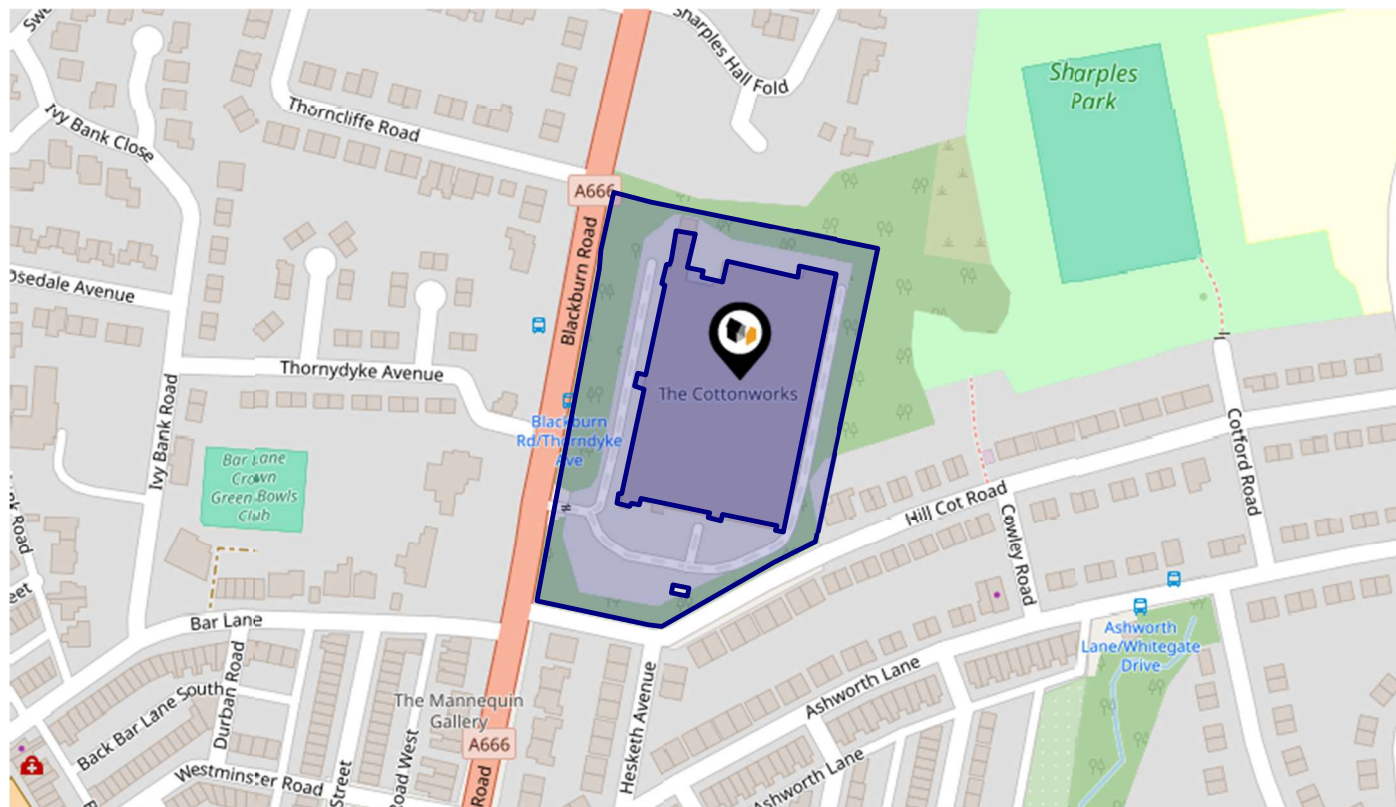 Sharples Hall Fold
Sharples
Park
Thorncliffe Road
Ivy Bank Close
A666
Blackburn Road
osedale Avenue
Thornydyke Avenue
The Cottonworks
Ivy Bank Road
Blackburn
Rd/Thorndyke
Ave
Bar Lane
Crown
Green Bowls
Club
Cotford Road
Hill Cot Road
Cowley Road
Road
eet
Bar Lane
Ashworth
Lane/Whitegate
Drive
Durban Road
Back Bar Lane South
Hesketh Avenue
Ashworth Lane
The Mannequin
Gallery
A666
Westminster Road
Street
oad West
Road
Ashworth Lane